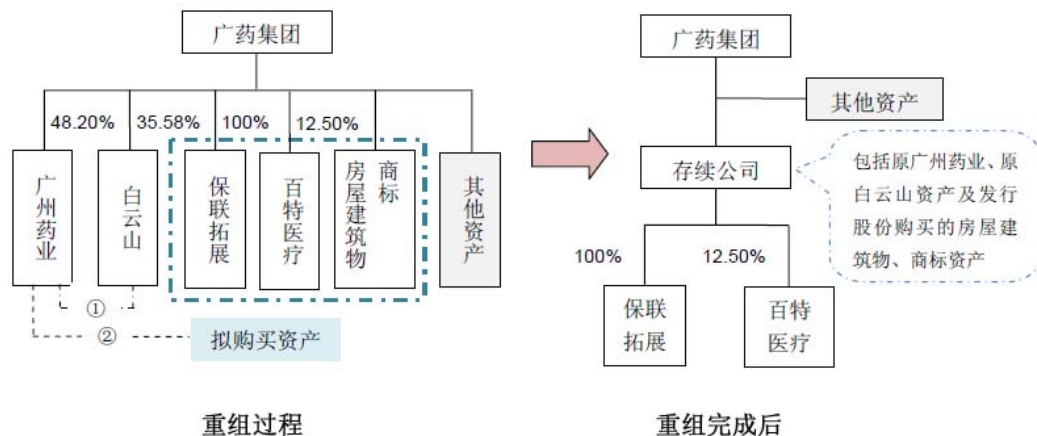 广药集团
48.20%
35.58%
100%
12.50%
广州药业
白云山
保联拓展
百特医疗
房屋建筑物
商标
其他资产
①
②
拟购买资产
重组过程
广药集团
其他资产
存续公司
包括原广州药业、原
白云山资产及发行
股份购买的房屋建
筑物、商标资产
100%
12.50%
保联
拓展
百特
医疗
重组完成后